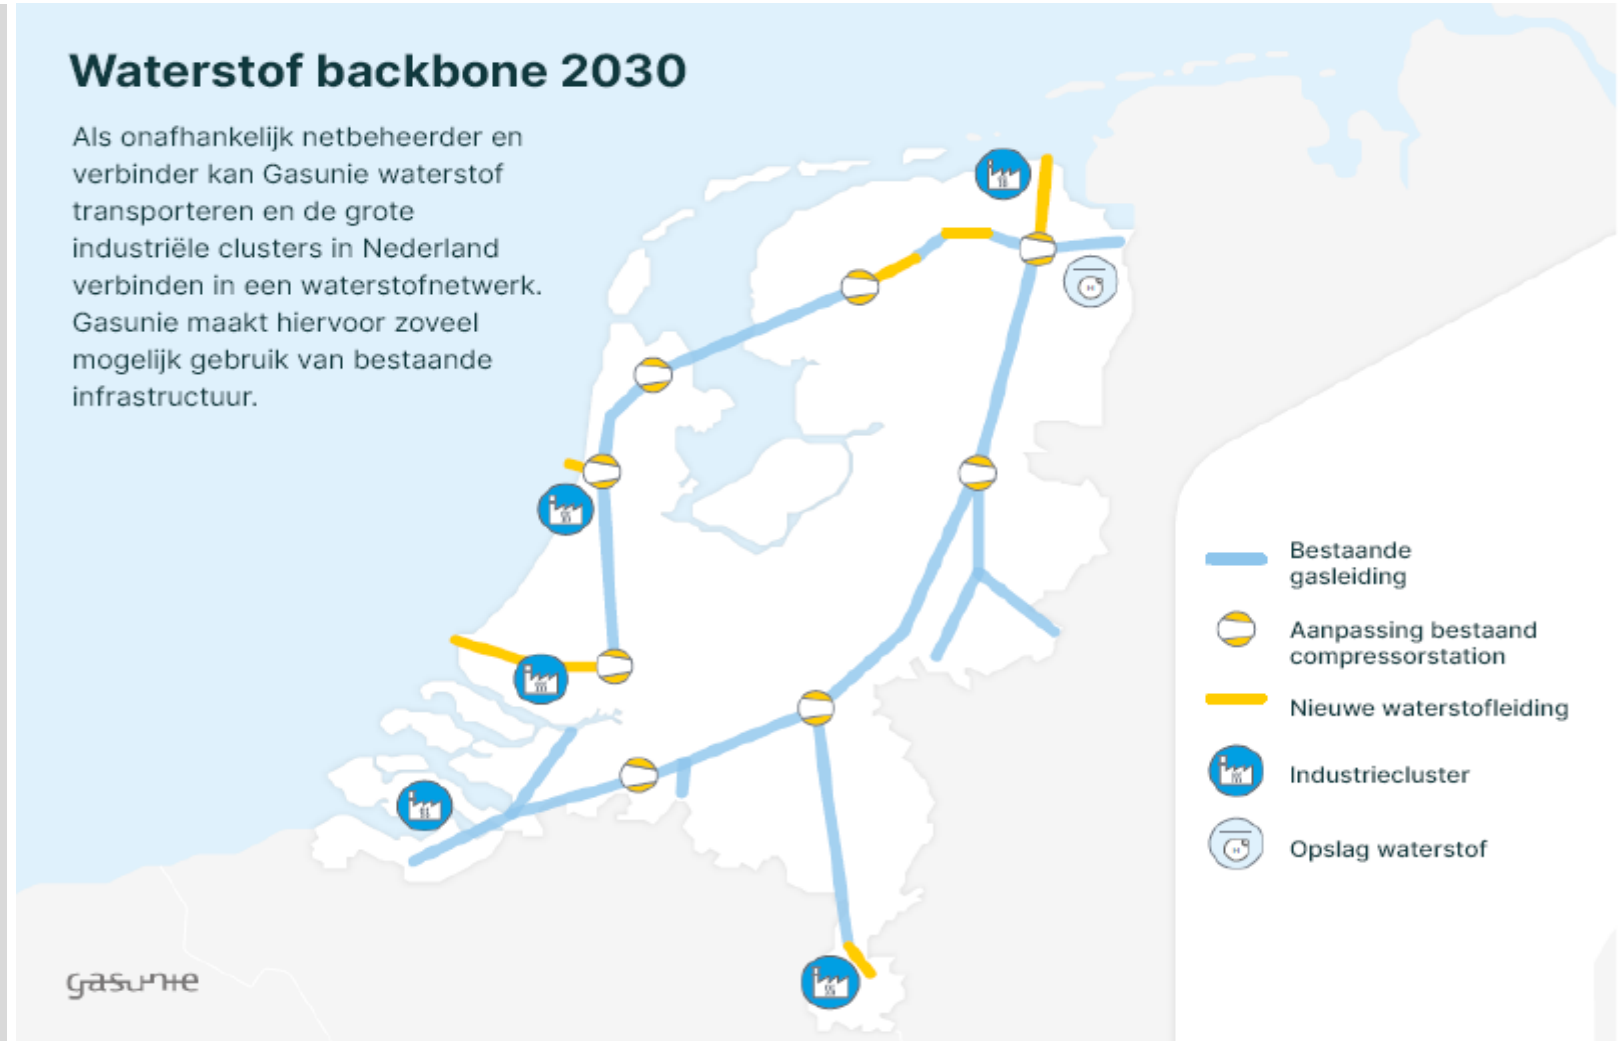 Waterstof backbone 2030
Als onafhankelijk netbeheerder en
verbinder kan Gasunie waterstof
transporteren en de grote
industriële clusters in Nederland
verbinden in een waterstofnetwerk.
Gasunie maakt hiervoor zoveel
mogelijk gebruik van bestaande
infrastructuur.
Bestaande
gasleiding
Aanpassing bestaand
compressorstation
Nieuwe waterstofleiding
Industriecluster
Opslag waterstof
gasunie